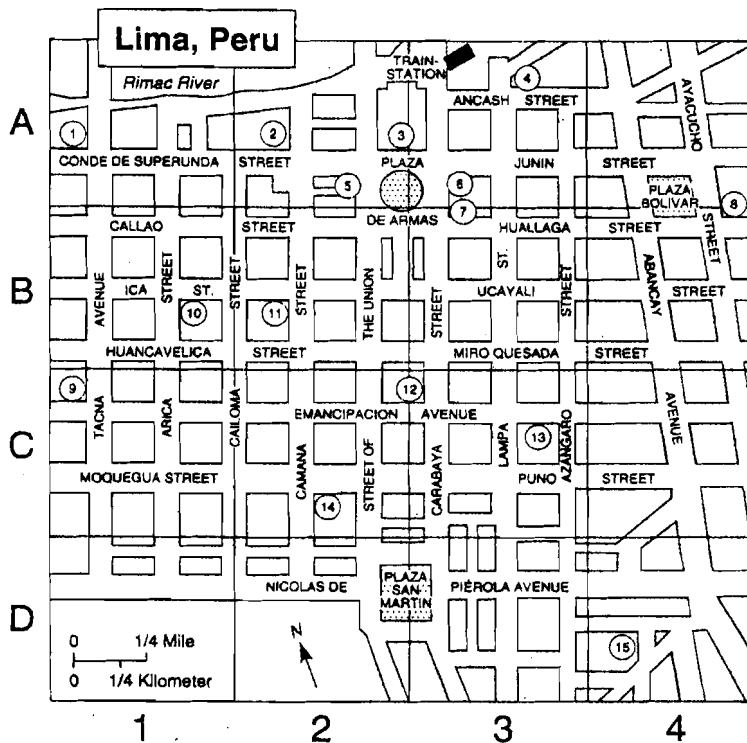 Lima, Peru
Rimac River
TRAIN-
STATION
4
ANCASH STREET
AYACUCHO
A
1
2
3
CONDE DE SUPERUNDA STREET PLAZA JUNIN STREET
5
6
PLAZA
BOLIVAR
8
7
DE ARMAS
CALLAO STREET HUALLAGA STREET
STREET
ABANCAY
B
AVENUE
STREET
STREET
STREET
THE UNION
STREET
ST.
STREET
ICA ST. UCAYALI STREET
10
11
HUANCAVELICA STREET MIRO QUESADA STREET
9
12
EMANCIPACION AVENUE
C
TACNA
ARICA
CAILOMA
CAMANA
STREET OF
CARABAYA
LAMPA
13
AZANGARO
AVENUE
MOQUEGUA STREET PUNO STREET
14
NICOLAS DE
PLAZA
SAN
MARTIN
PIÉROLA AVENUE
D
0 1/4 Mile
0 1/4 Kilometer
N
15
1 2 3 4